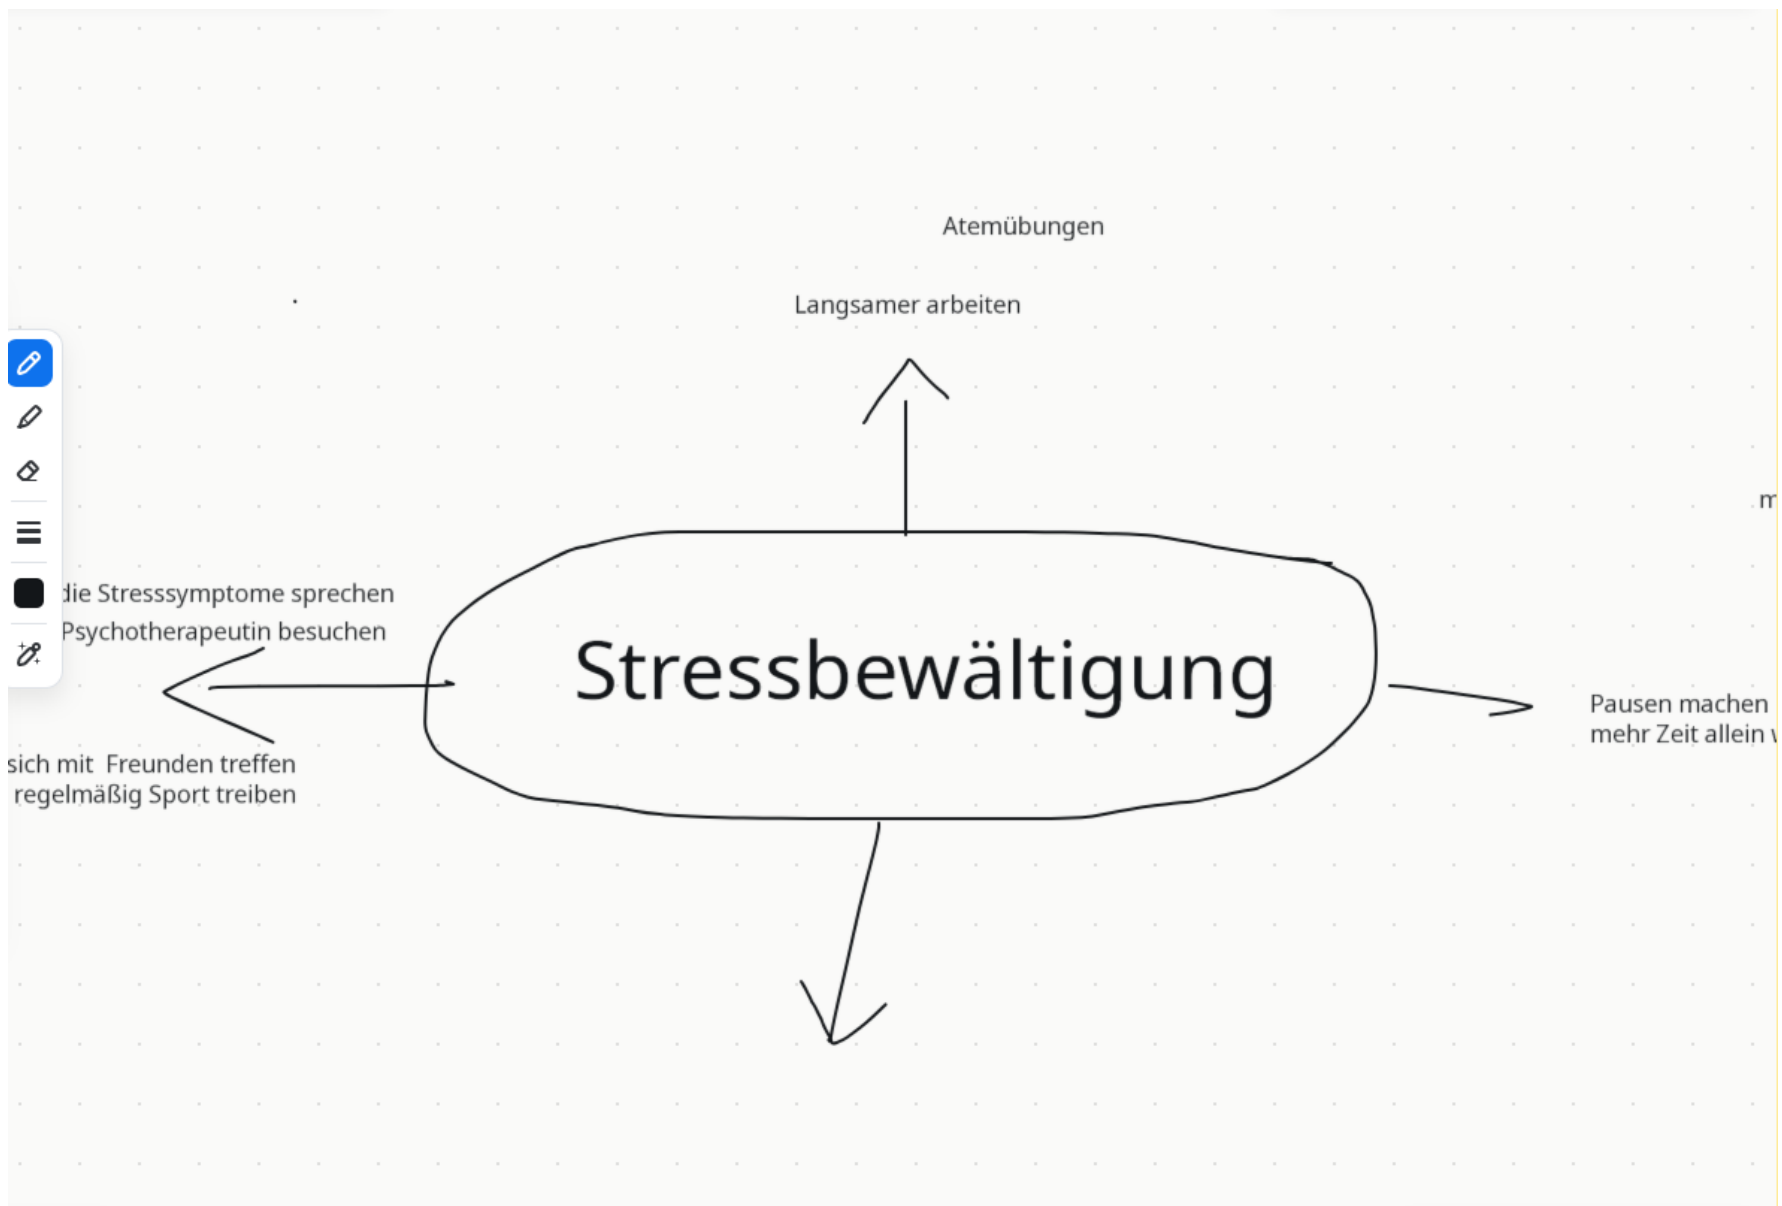 Atemübungen
Langsamer arbeiten
die Stresssymptome sprechen
Psychotherapeutin besuchen
Stressbewältigung
Pausen machen
mehr Zeit allein
sich mit  Freunden treffen
regelmäßig Sport treiben